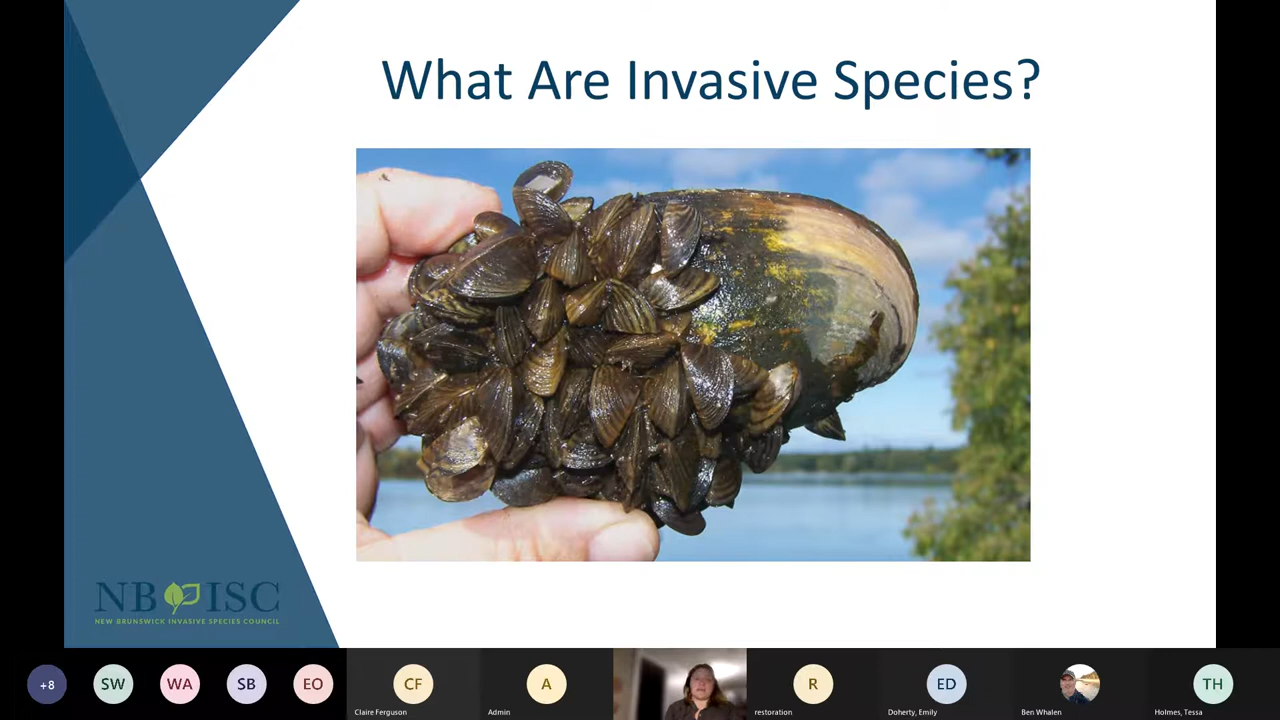 What Are Invasive Species?
NB ISC
NEW BRUNSWICK INVASIVE SPECIES COUNCIL
+8
SW
WA
SB
EO
CF
Claire Ferguson
A
Admin
R
restoration
ED
Doherty, Emily
Ben Whalen
TH
Holmes, Tessa